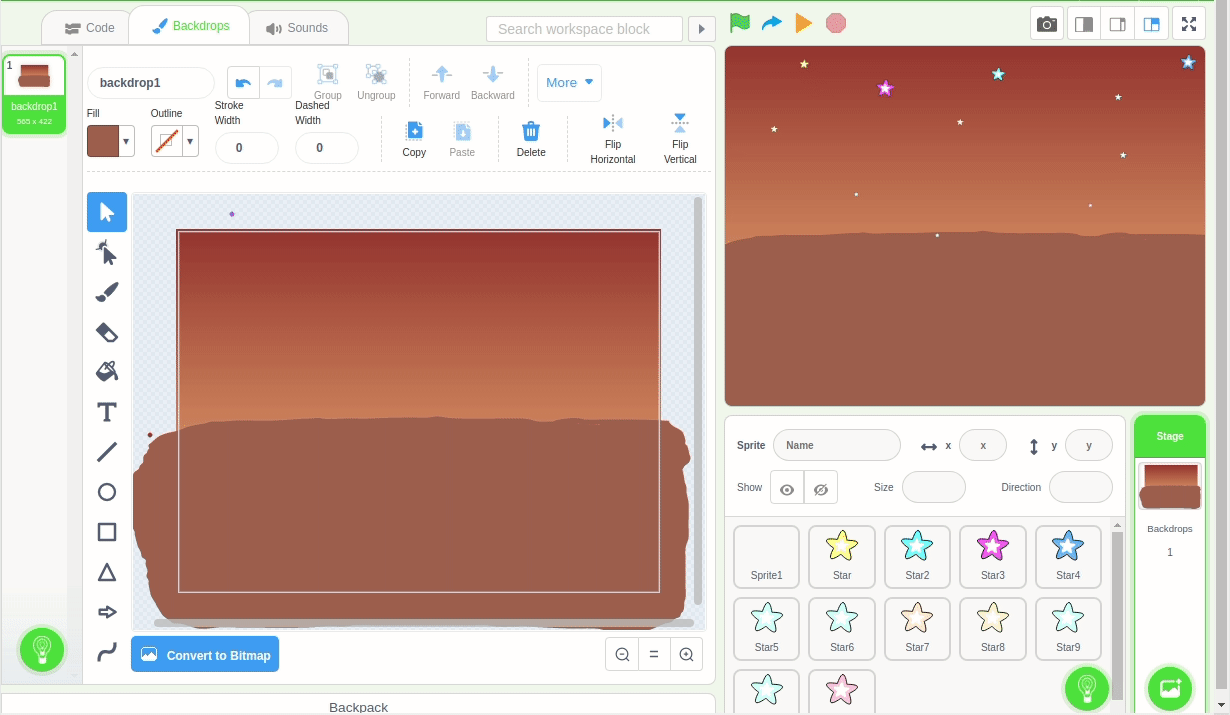 Code
Backdrops
Sounds
Search workspace block
1
backdrop1
565 x 422
backdrop1
Group
Ungroup
Forward
Backward
More
Fill
Outline
Stroke Width
0
Dashed Width
0
Copy
Paste
Delete
Flip Horizontal
Flip Vertical
T
Convert to Bitmap
=
Backpack
Sprite
Name
x
x
y
y
Show
Size
Direction
Sprite1
Star
Star2
Star3
Star4
Star5
Star6
Star7
Star8
Star9
Stage
Backdrops
1